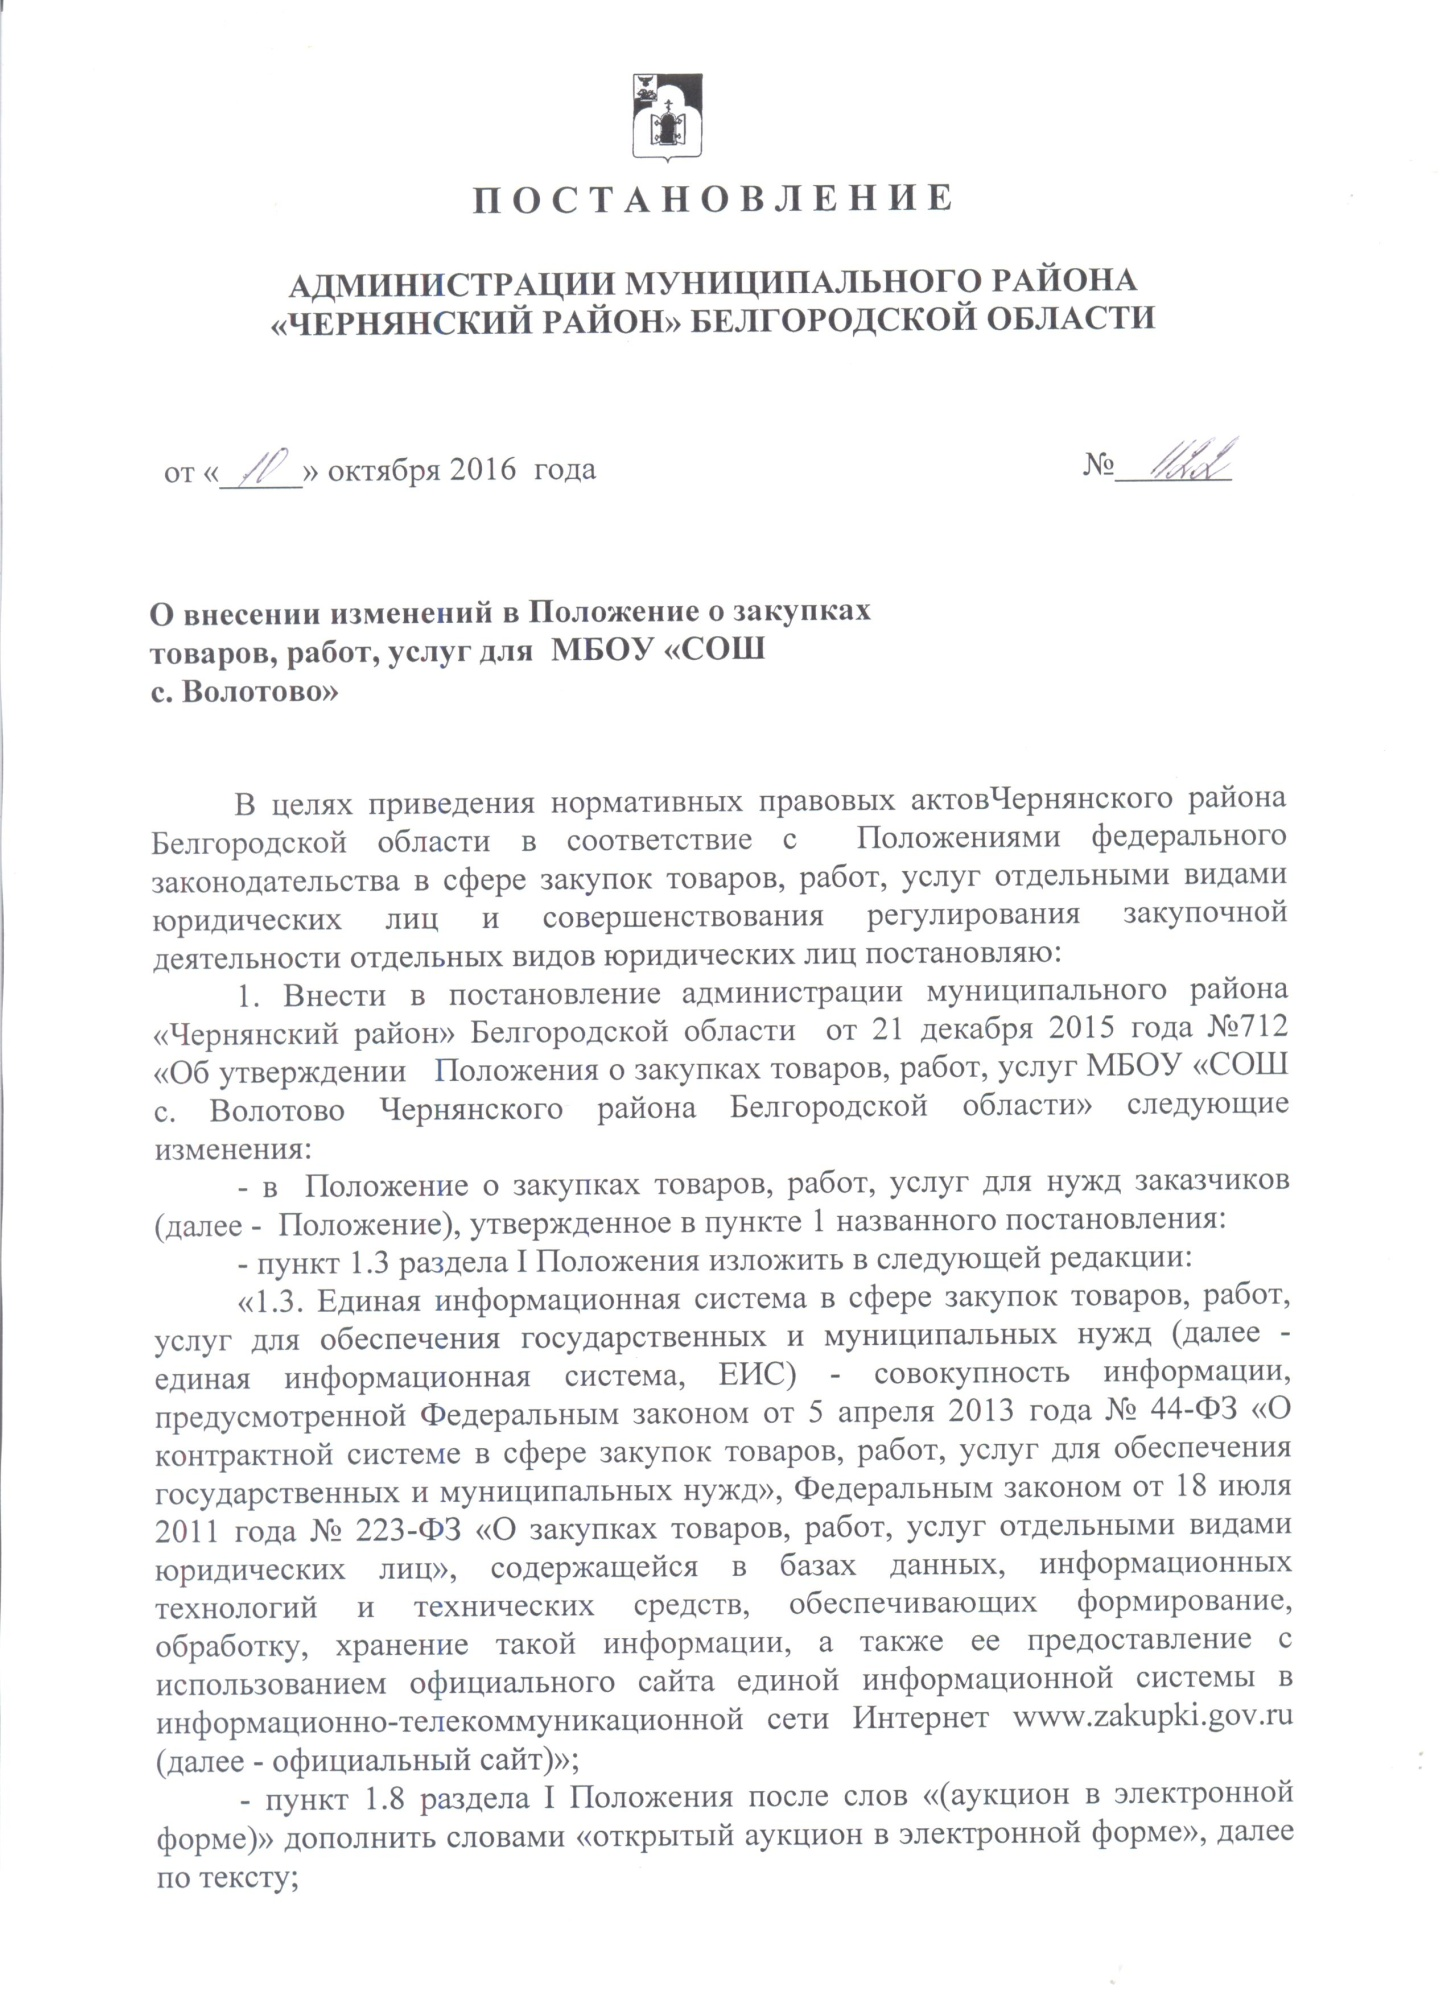 ПОСТАНОВЛЕНИЕ
АДМИНИСТРАЦИИ МУНИЦИПАЛЬНОГО РАЙОНА
«ЧЕРНЯНСКИЙ РАЙОН» БЕЛГОРОДСКОЙ ОБЛАСТИ
от «10» октября 2016 года №1122
О внесении изменений в Положение о закупках
товаров, работ, услуг для МБОУ «СОШ
с. Волотово»
В целях приведения нормативных правовых актовЧернянского района
Белгородской области в соответствие с Положениями федерального
законодательства в сфере закупок товаров, работ, услуг отдельными видами
юридических лиц и совершенствования регулирования закупочной
деятельности отдельных видов юридических лиц постановляю:
1. Внести в постановление администрации муниципального района
«Чернянский район» Белгородской области от 21 декабря 2015 года №712
«Об утверждении Положения о закупках товаров, работ, услуг МБОУ «СОШ
с. Волотово Чернянского района Белгородской области» следующие
изменения:
- в Положение о закупках товаров, работ, услуг для нужд заказчиков
(далее - Положение), утвержденное в пункте 1 названного постановления:
- пункт 1.3 раздела I Положения изложить в следующей редакции:
«1.3. Единая информационная система в сфере закупок товаров, работ,
услуг для обеспечения государственных и муниципальных нужд (далее -
единая информационная система, ЕИС) - совокупность информации,
предусмотренной Федеральным законом от 5 апреля 2013 года № 44-ФЗ «О
контрактной системе в сфере закупок товаров, работ, услуг для обеспечения
государственных и муниципальных нужд», Федеральным законом от 18 июля
2011 года № 223-ФЗ «О закупках товаров, работ, услуг отдельными видами
юридических лиц», содержащейся в базах данных, информационных
технологий и технических средств, обеспечивающих формирование,
обработку, хранение такой информации, а также ее предоставление с
использованием официального сайта единой информационной системы в
информационно-телекоммуникационной сети Интернет www.zakupki.gov.ru
(далее - официальный сайт)»;
- пункт 1.8 раздела I Положения после слов «(аукцион в электронной
форме)» дополнить словами «открытый аукцион в электронной форме», далее
по тексту;